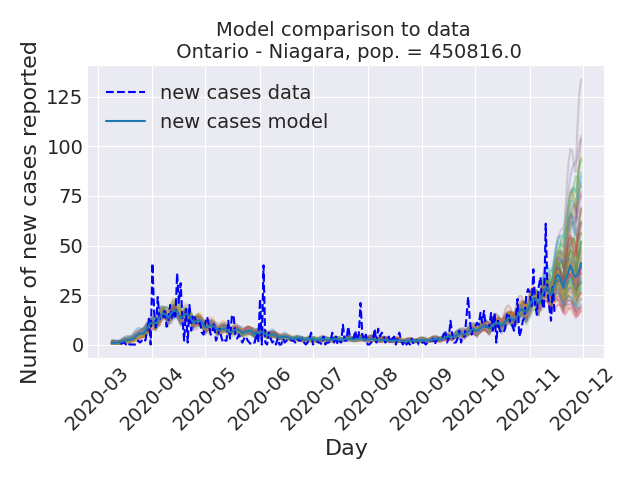 Model comparison to data
Ontario - Niagara, pop. = 450816.0
new cases data
new cases model
Number of new cases reported
125
100
75
50
25
0
2020-03
2020-04
2020-05
2020-06
2020-07
2020-08
2020-09
2020-10
2020-11
2020-12
Day